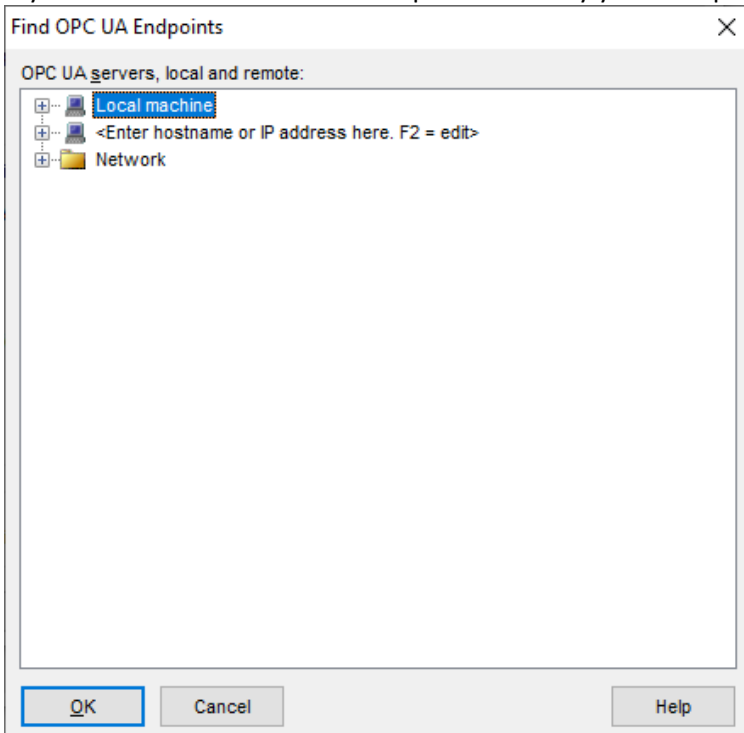 Find OPC UA Endpoints
OPC UA servers, local and remote:
Local machine
<Enter hostname or IP address here. F2 = edit>
Network
OK Cancel Help